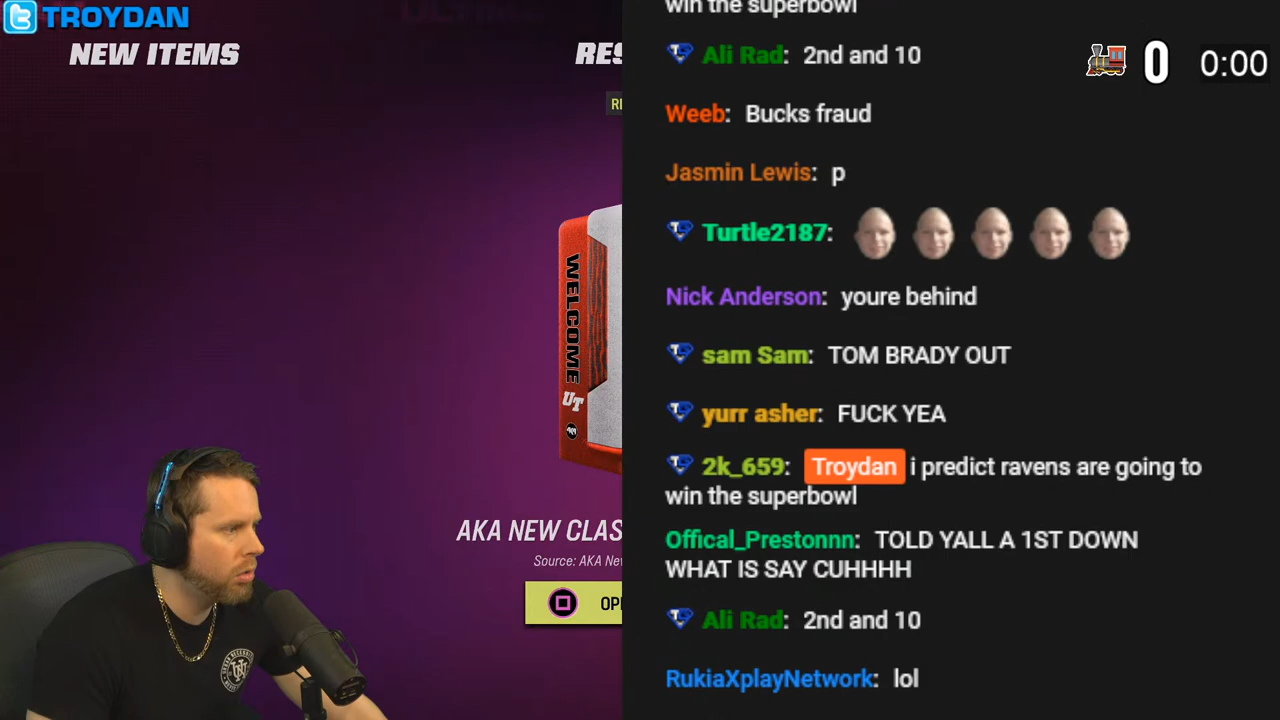 TROYDAN
NEW ITEMS
RES
RE
WELCOME
UT
AKA
AKA NEW CLAS
Source: AKA Ne
OP
win the superbowl
Ali Rad: 2nd and 10
0 0:00
Weeb: Bucks fraud
Jasmin Lewis: p
Turtle2187:
Nick Anderson: youre behind
sam Sam: TOM BRADY OUT
yurr asher: FUCK YEA
2k_659: Troydan i predict ravens are going to
win the superbowl
Offical_Prestonnn: TOLD YALL A 1ST DOWN
WHAT IS SAY CUHHHH
Ali Rad: 2nd and 10
RukiaXplayNetwork: lol